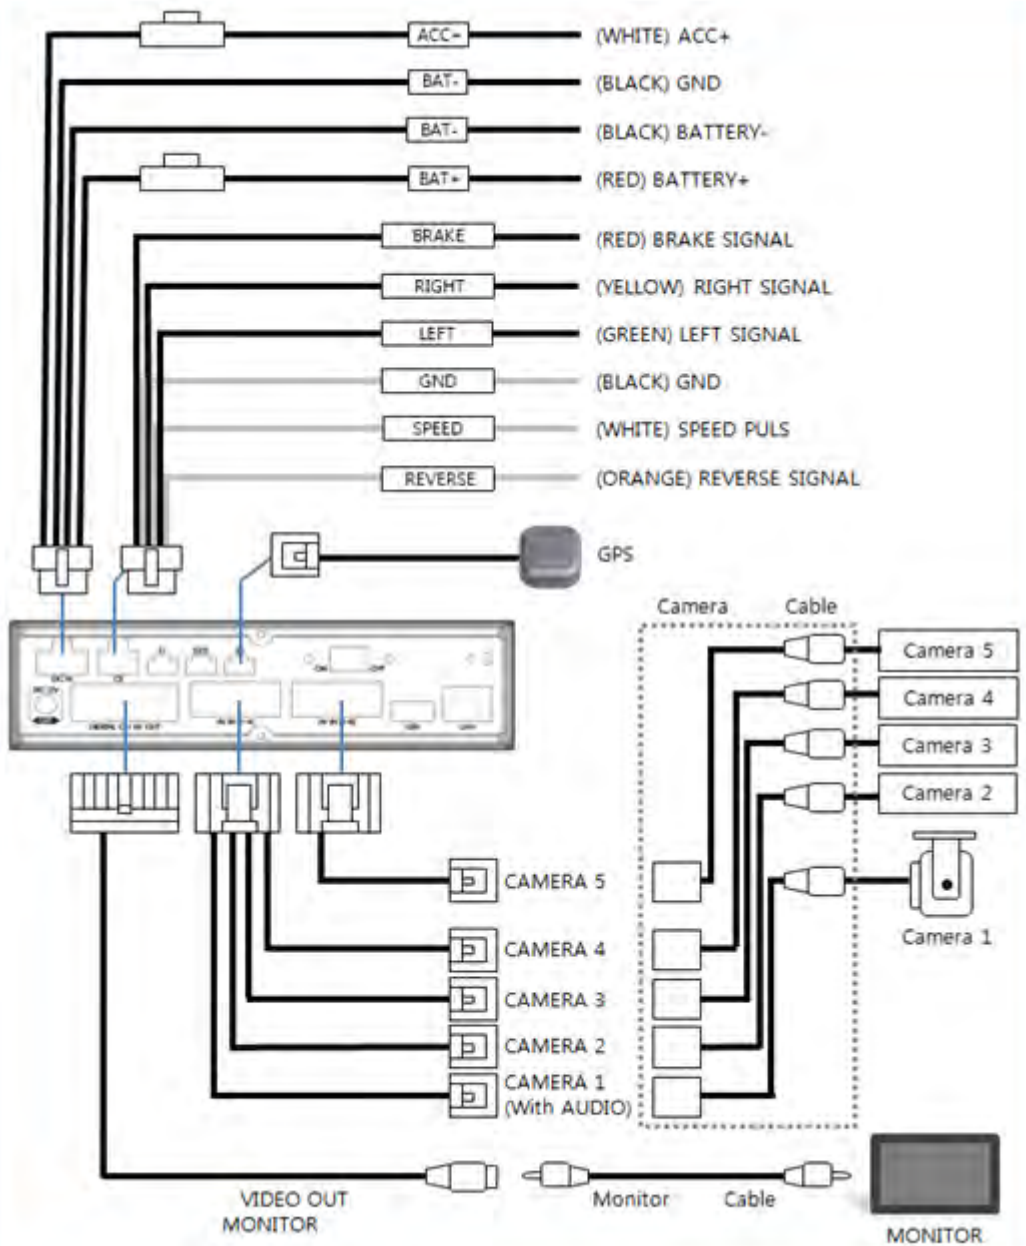 ACC+ (WHITE) ACC+
BAT- (BLACK) GND
BAT- (BLACK) BATTERY-
BAT+ (RED) BATTERY+
BRAKE (RED) BRAKE SIGNAL
RIGHT (YELLOW) RIGHT SIGNAL
LEFT (GREEN) LEFT SIGNAL
GND (BLACK) GND
SPEED (WHITE) SPEED PULS
REVERSE (ORANGE) REVERSE SIGNAL
GPS
Camera Cable
Camera 5
Camera 4
Camera 3
Camera 2
Camera 1
CAMERA 5
CAMERA 4
CAMERA 3
CAMERA 2
CAMERA 1
(With AUDIO)
VIDEO OUT
MONITOR
Monitor Cable
MONITOR